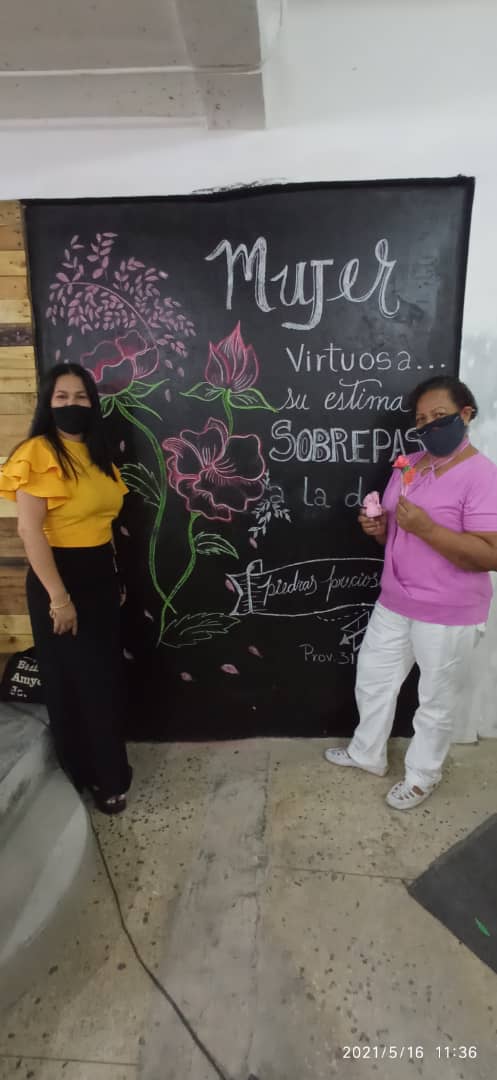 Mujer
Virtuosa...
su estima
SOBREPAS
a la d
piedras precios
Prov. 31
2021/5/16 11:36